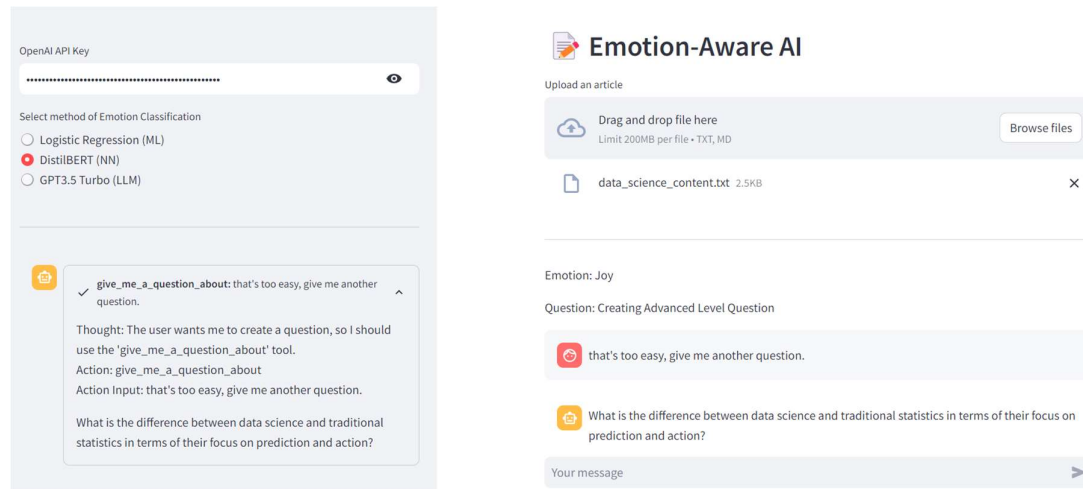 OpenAI API Key
Select method of Emotion Classification
Logistic Regression (ML)
DistilBERT (NN)
GPT3.5 Turbo (LLM)
give_me_a_question_about: that's too easy, give me another
question.
Thought: The user wants me to create a question, so I should
use the 'give_me_a_question_about' tool.
Action: give_me_a_question_about
Action Input: that's too easy, give me another question.
What is the difference between data science and traditional
statistics in terms of their focus on prediction and action?
Emotion-Aware AI
Upload an article
Drag and drop file here
Limit 200MB per file • TXT, MD
Browse files
data_science_content.txt 2.5KB
Emotion: Joy
Question: Creating Advanced Level Question
that's too easy, give me another question.
What is the difference between data science and traditional statistics in terms of their focus on
prediction and action?
Your message